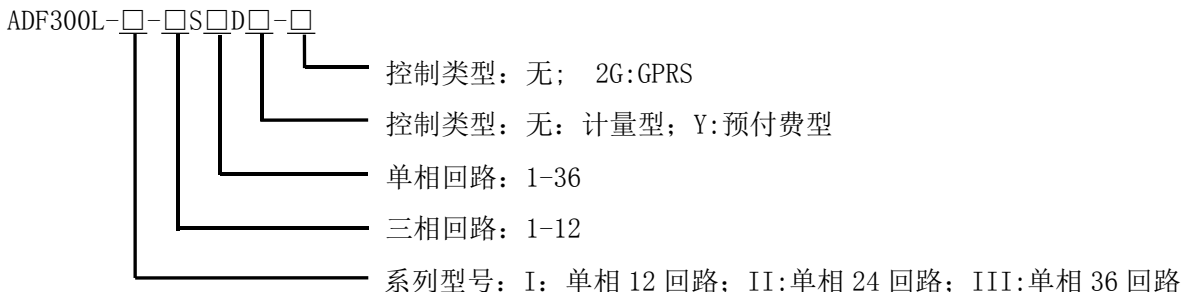 ADF300L-□-□S□D□-□
控制类型：无; 2G:GPRS
控制类型：无：计量型；Y:预付费型
单相回路：1-36
三相回路：1-12
系列型号：I：单相 12 回路；II:单相 24 回路；III:单相 36 回路